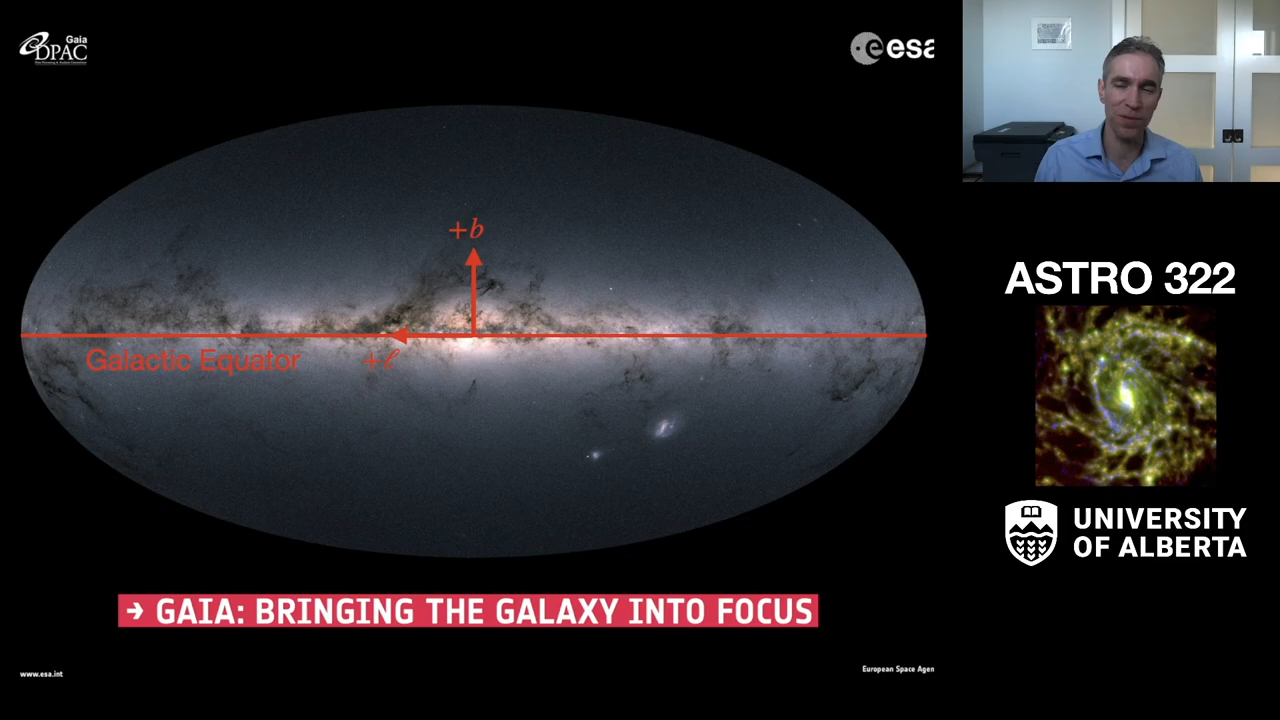 Gaia
DPAC
esa
+b
Galactic Equator
+ℓ
→ GAIA: BRINGING THE GALAXY INTO FOCUS
www.esa.int
European Space Agen
ASTRO 322
UNIVERSITY
OF ALBERTA